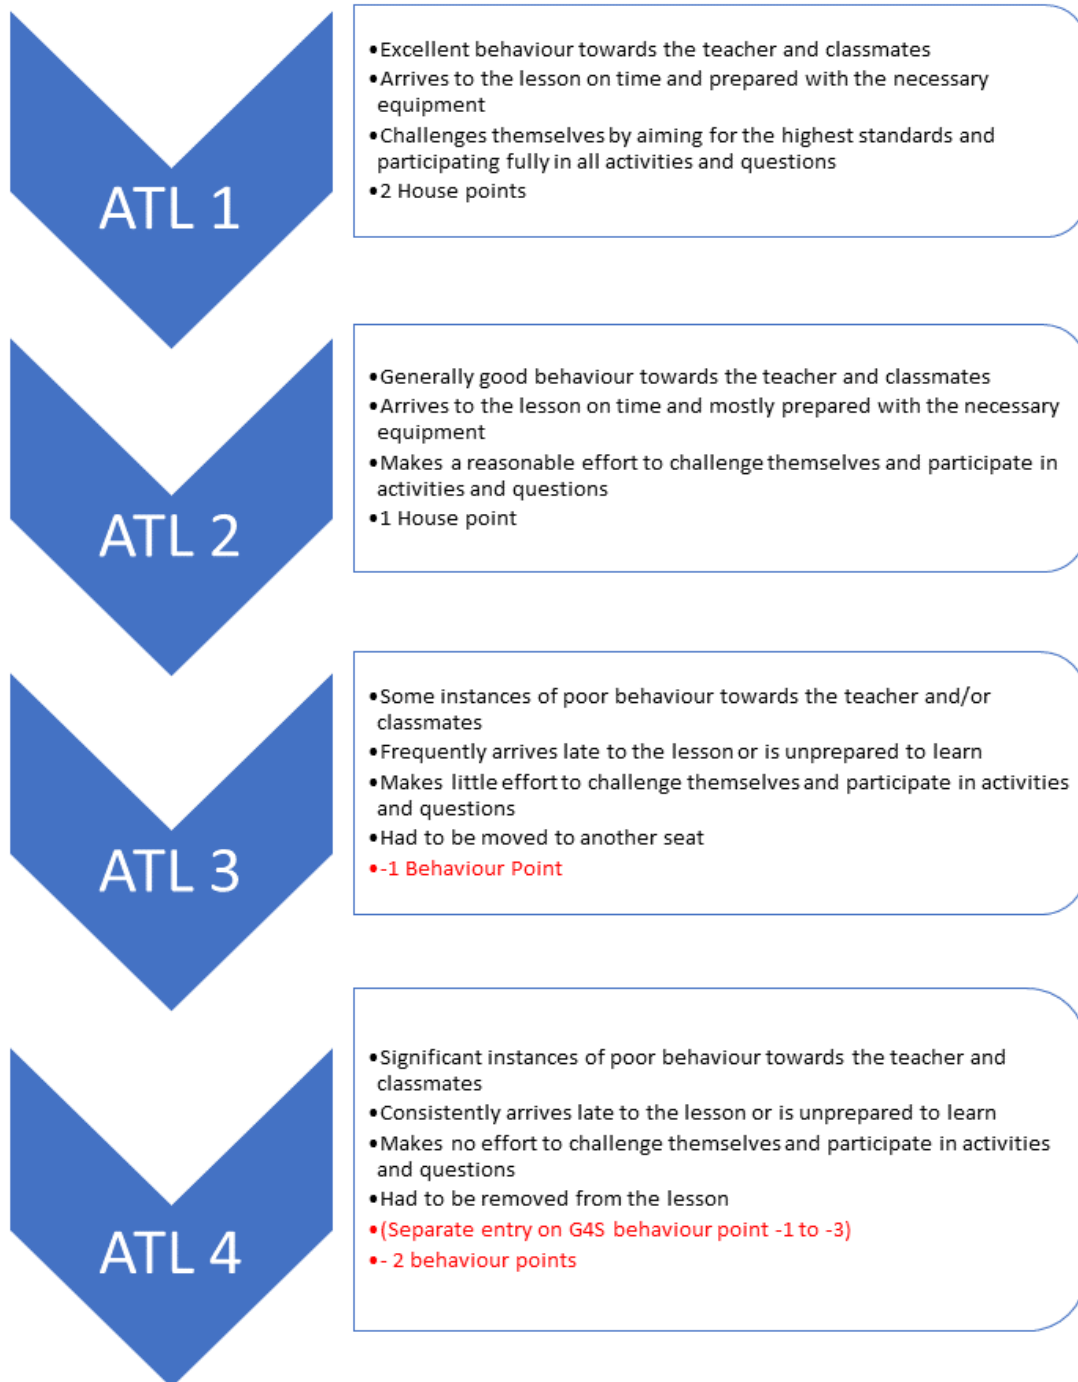 ATL 1
•Excellent behaviour towards the teacher and classmates
•Arrives to the lesson on time and prepared with the necessary
equipment
•Challenges themselves by aiming for the highest standards and
participating fully in all activities and questions
•2 House points
ATL 2
•Generally good behaviour towards the teacher and classmates
•Arrives to the lesson on time and mostly prepared with the necessary
equipment
•Makes a reasonable effort to challenge themselves and participate in
activities and questions
•1 House point
ATL 3
•Some instances of poor behaviour towards the teacher and/or
classmates
•Frequently arrives late to the lesson or is unprepared to learn
•Makes little effort to challenge themselves and participate in activities
and questions
•Had to be moved to another seat
•-1 Behaviour Point
ATL 4
•Significant instances of poor behaviour towards the teacher and
classmates
•Consistently arrives late to the lesson or is unprepared to learn
•Makes no effort to challenge themselves and participate in activities
and questions
•Had to be removed from the lesson
•(Separate entry on G4S behaviour point -1 to -3)
•- 2 behaviour points